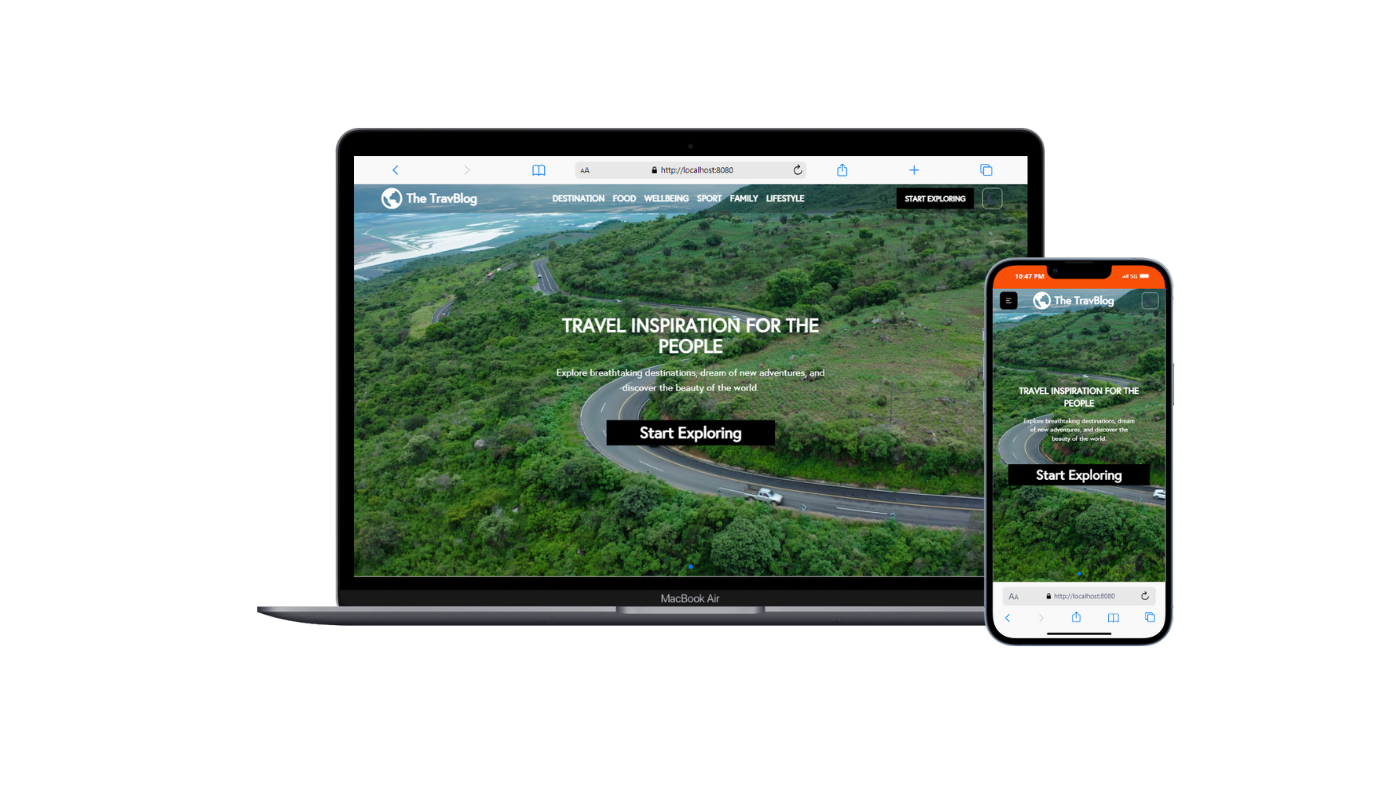 AA http://localhost:8080
The TravBlog DESTINATION FOOD WELLBEING SPORT FAMILY LIFESTYLE START EXPLORING
TRAVEL INSPIRATION FOR THE
PEOPLE
Explore breathtaking destinations, dream of new adventures, and
discover the beauty of the world.
Start Exploring
MacBook Air
10:47 PM 5G
The TravBlog
TRAVEL INSPIRATION FOR THE
PEOPLE
Explore breathtaking destinations, dream
of new adventures, and discover the
beauty of the world.
Start Exploring
AA http://localhost:8080